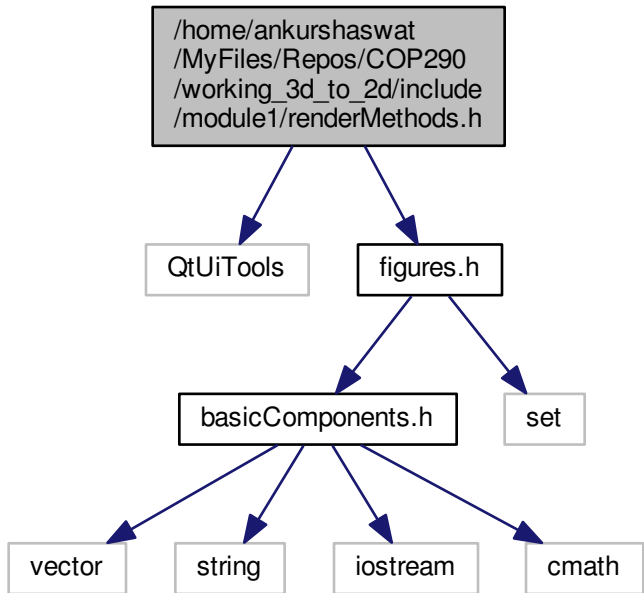 /home/ankurshaswat
/MyFiles/Repos/COP290
/working_3d_to_2d/include
/module1/renderMethods.h
QtUiTools
figures.h
basicComponents.h
set
vector
string
iostream
cmath